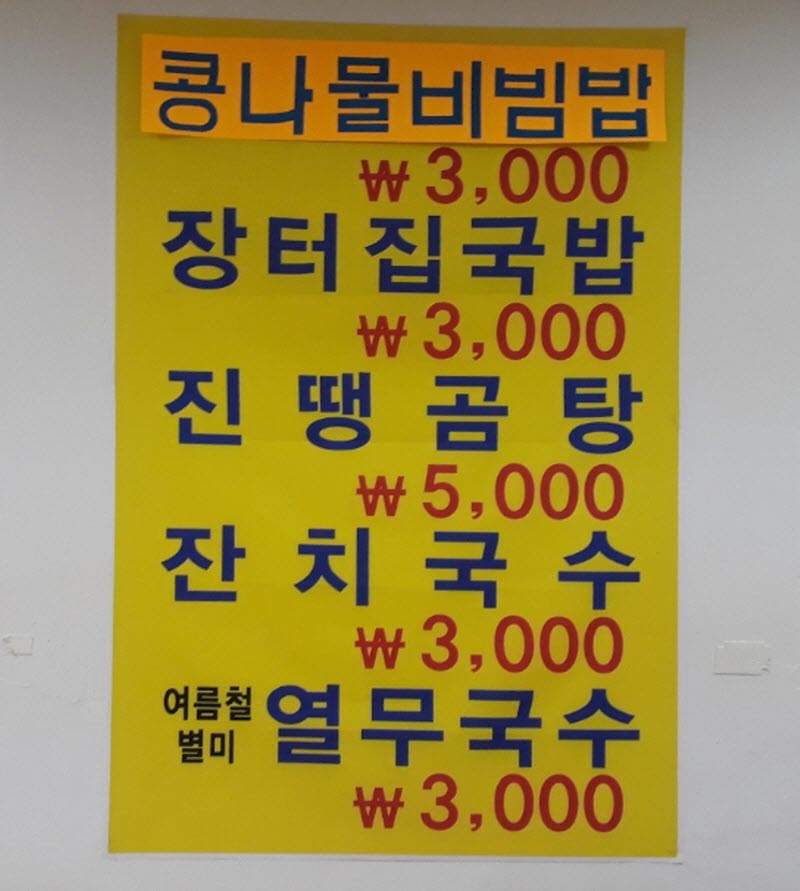 콩나물비빔밥
₩3,000
장터집국밥
₩3,000
진땡곰탕
₩5,000
잔치국수
₩3,000
여름철
별미
열무국수
₩3,000